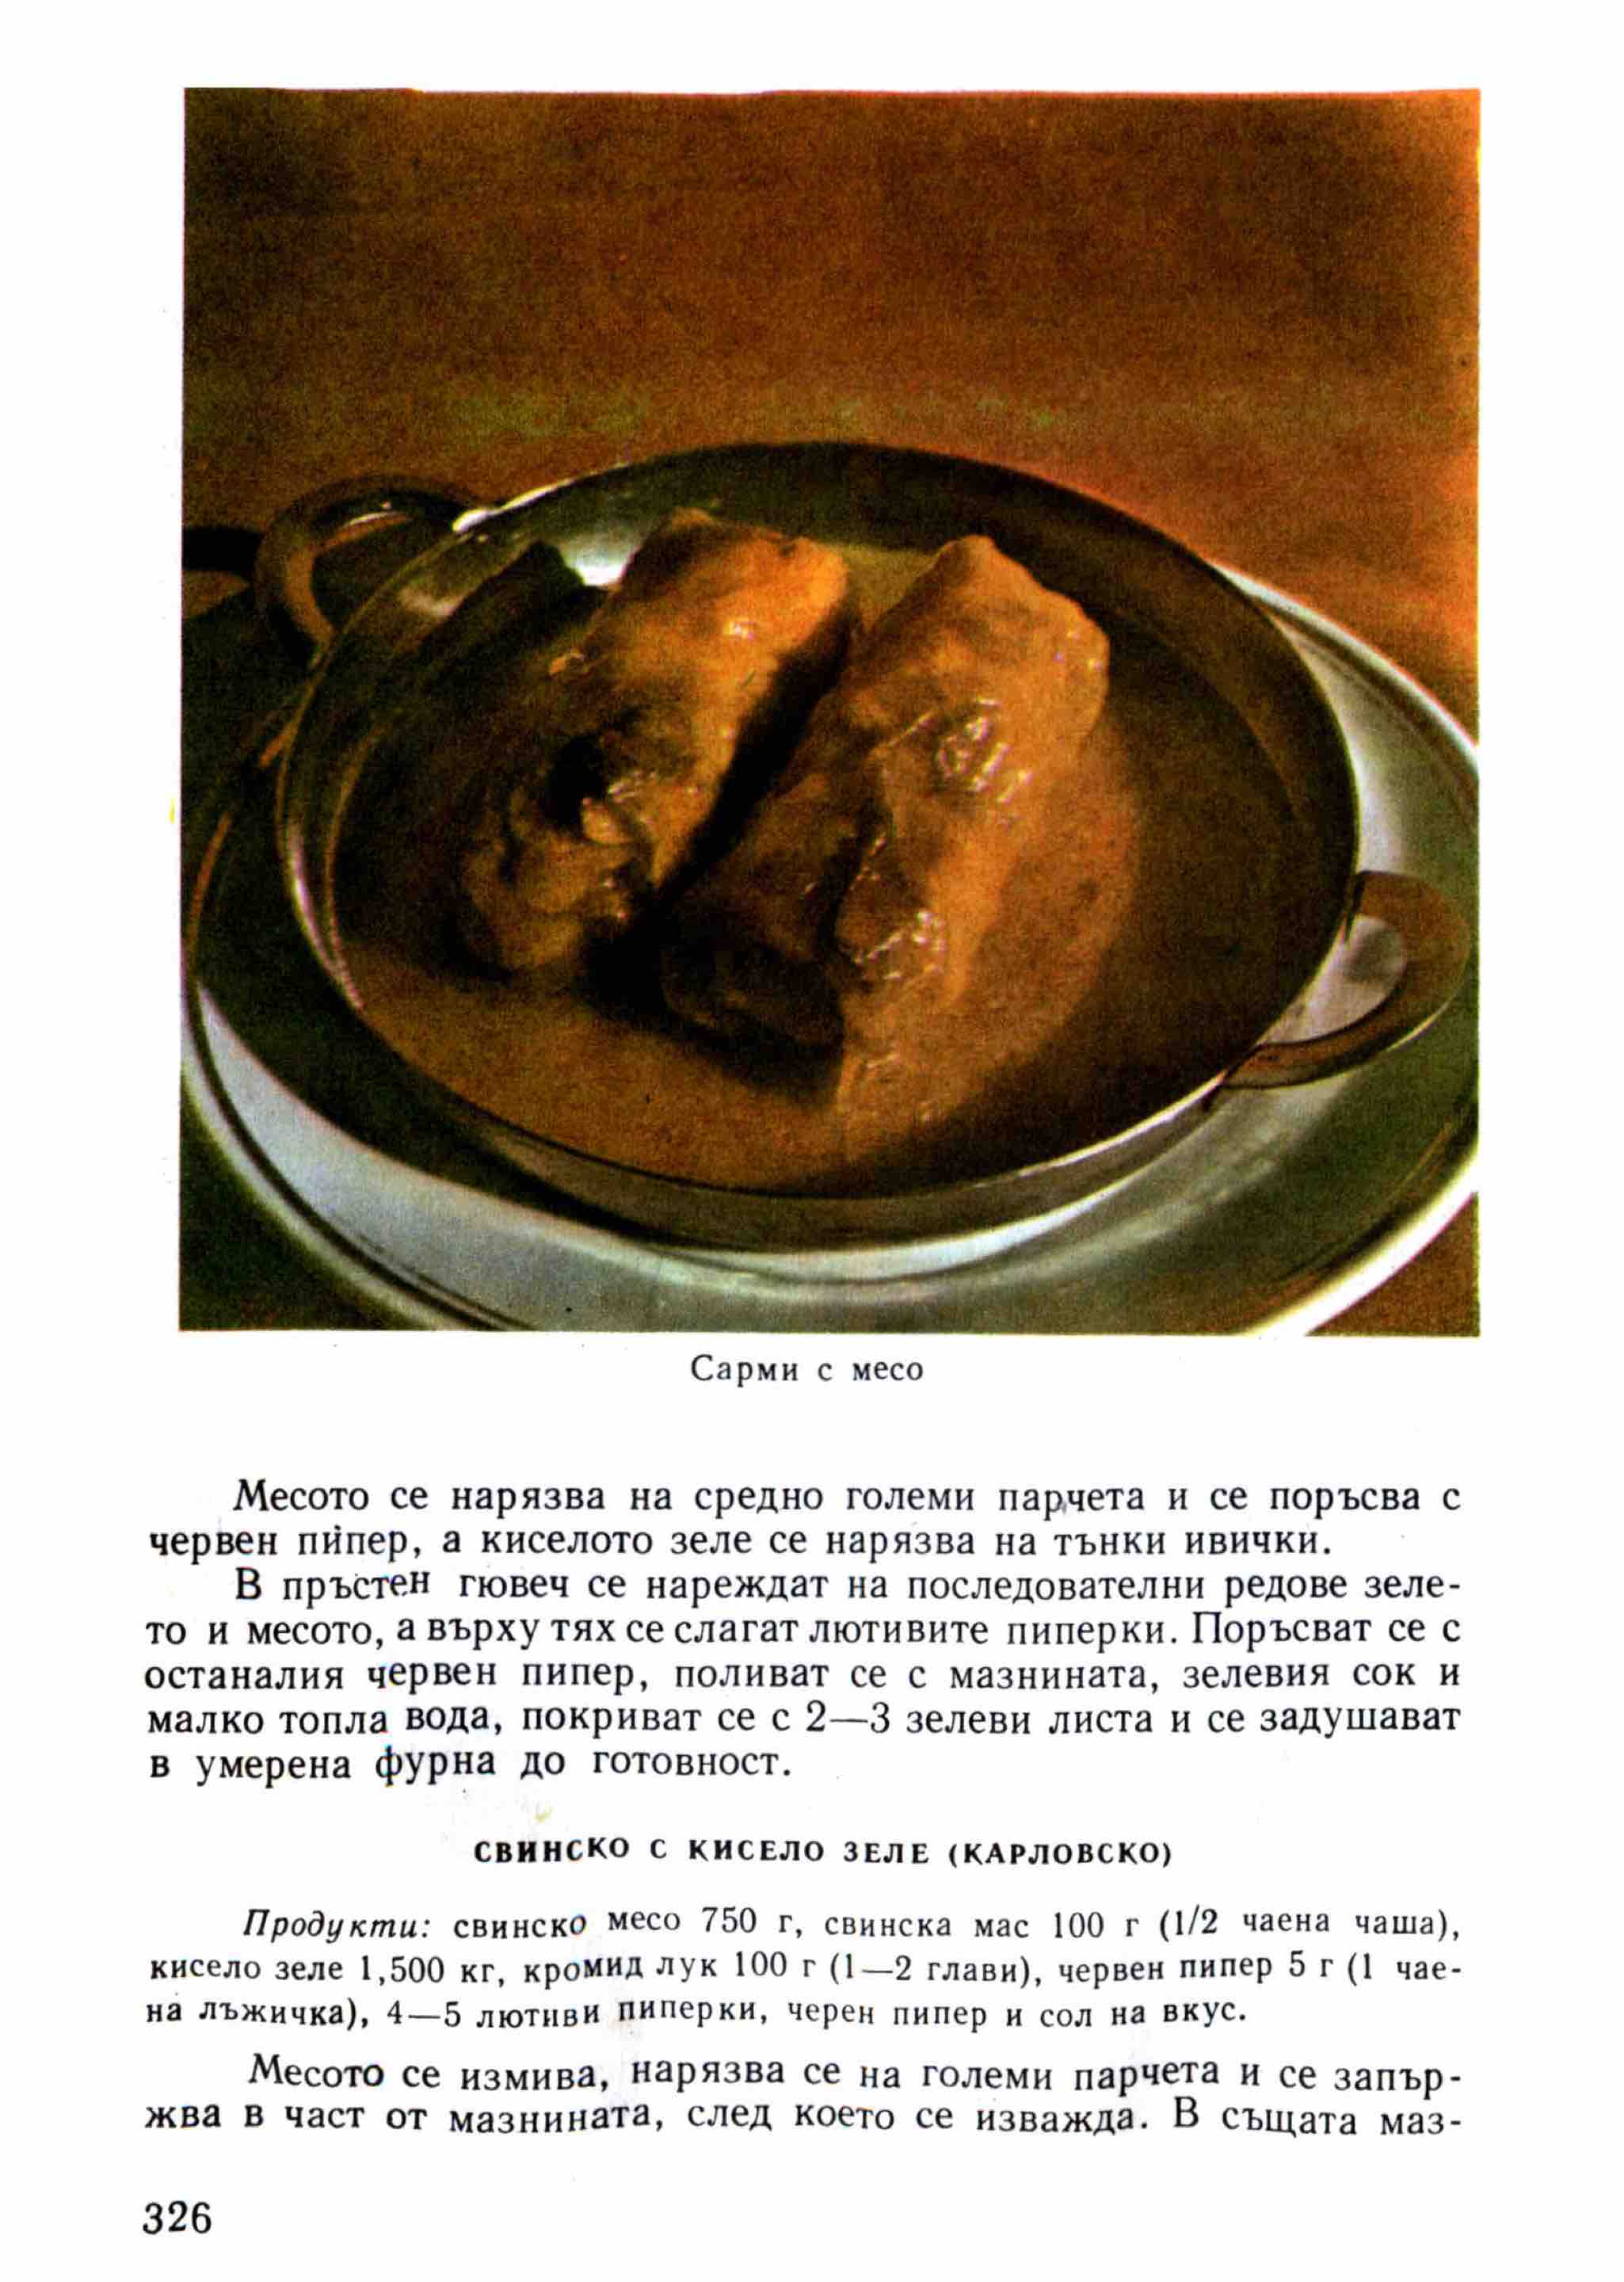 Сарми с месо
Месото се нарязва на средно големи парчета и се поръсва с
червен пипер, а киселото зеле се нарязва на тънки ивички.
В пръстен гювеч се нареждат на последователни редове зеле-
то и месото, а върху тях се слагат лютивите пиперки. Поръсват се с
останалия червен пипер, поливат се с мазнината, зелевия сок и
малко топла вода, покриват се с 2—3 зелеви листа и се задушават
в умерена фурна до готовност.
СВИНСКО С КИСЕЛО ЗЕЛЕ (КАРЛОВСКО)
Продукти: свинско месо 750 г, свинска мас 100 г (1/2 чаена чаша),
кисело зеле 1,500 кг, кромид лук 100 г (1—2 глави), червен пипер 5 г (1 чае-
на лъжичка), 4—5 лютиви пиперки, черен пипер и сол на вкус.
Месото се измива, нарязва се на големи парчета и се запър-
жва в част от мазнината, след което се изважда. В същата маз-
326